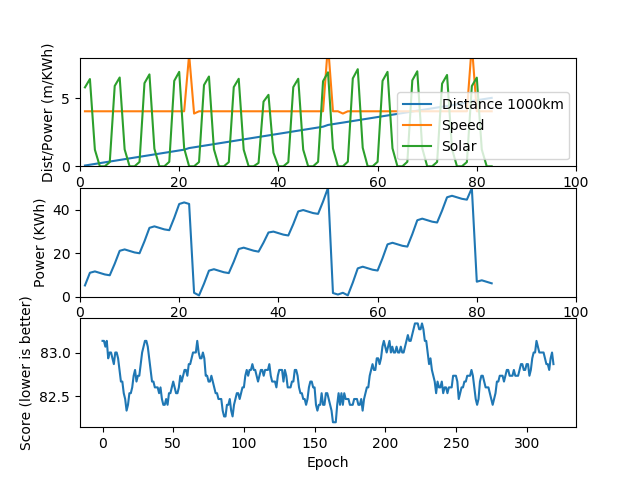 Dist/Power (m/KWh)
5
0
Distance 1000km
Speed
Solar
0 20 40 60 80 100
Power (KWh)
40
20
0
0 20 40 60 80 100
Score (lower is better)
83.0
82.5
0 50 100 150 200 250 300
Epoch